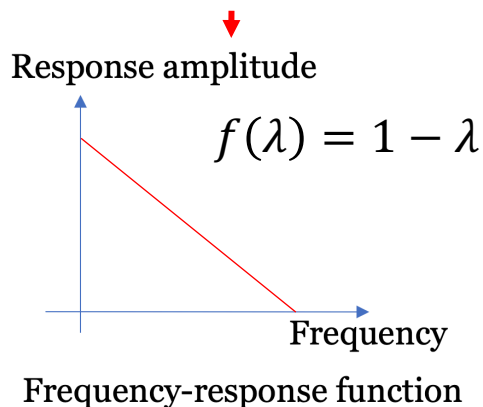 Response amplitude
f(λ) = 1 − λ
Frequency
Frequency-response function